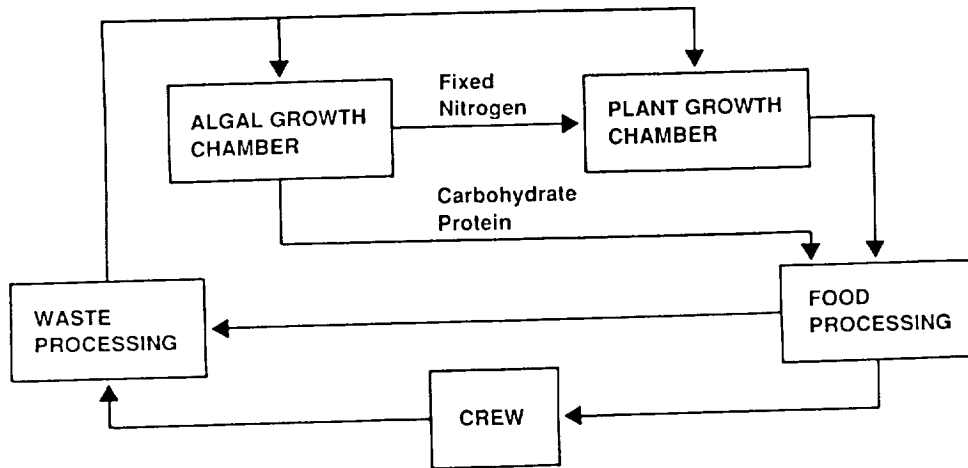 ALGAL GROWTH
CHAMBER
Fixed
Nitrogen
PLANT GROWTH
CHAMBER
Carbohydrate
Protein
WASTE
PROCESSING
FOOD
PROCESSING
CREW